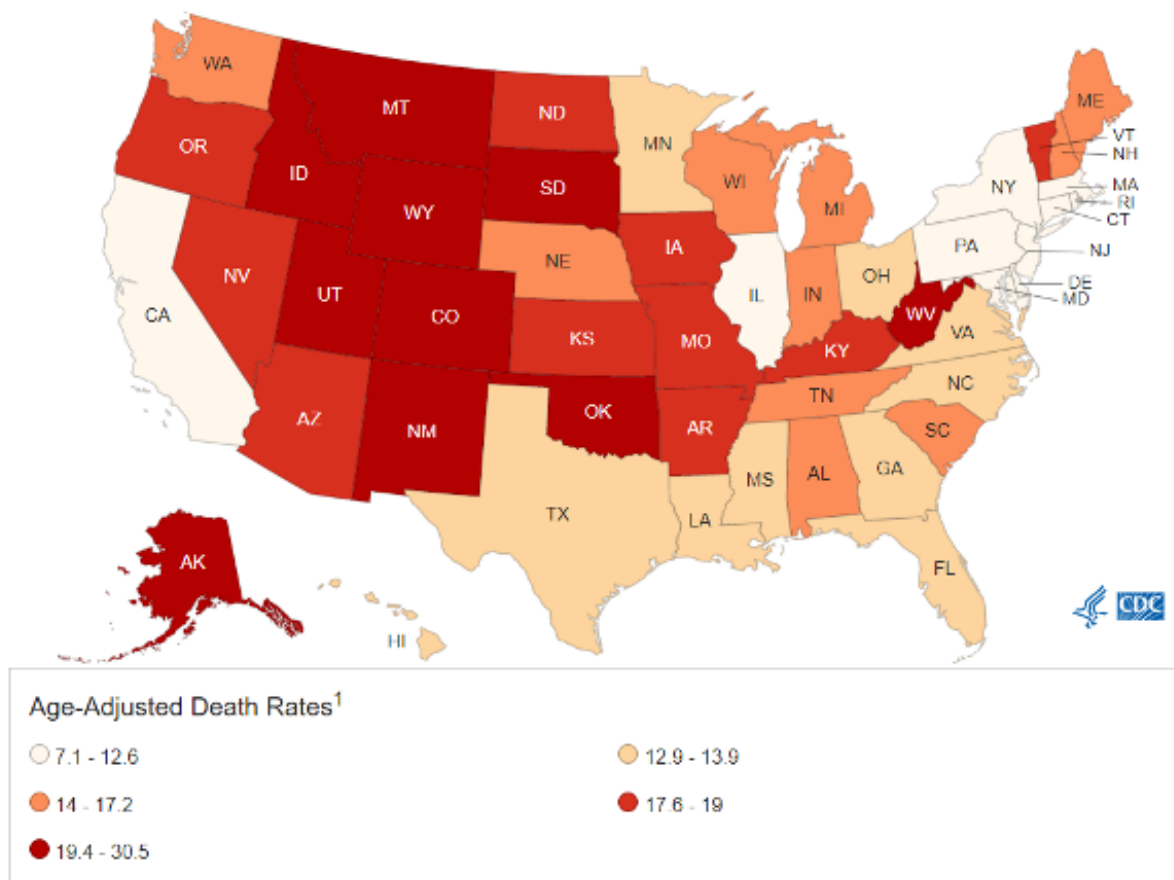 WA
MT
ND
MN
ME
VT
NH
OR
ID
SD
WI
MI
NY
MA
RI
CT
WY
NE
IA
PA
NJ
NV
UT
CO
IL
IN
OH
DE
MD
CA
KS
MO
WV
KY
VA
AZ
NM
OK
AR
TN
NC
SC
TX
MS
AL
GA
LA
FL
AK
HI
CDC
Age-Adjusted Death Rates1
7.1 - 12.6
12.9 - 13.9
14 - 17.2
17.6 - 19
19.4 - 30.5